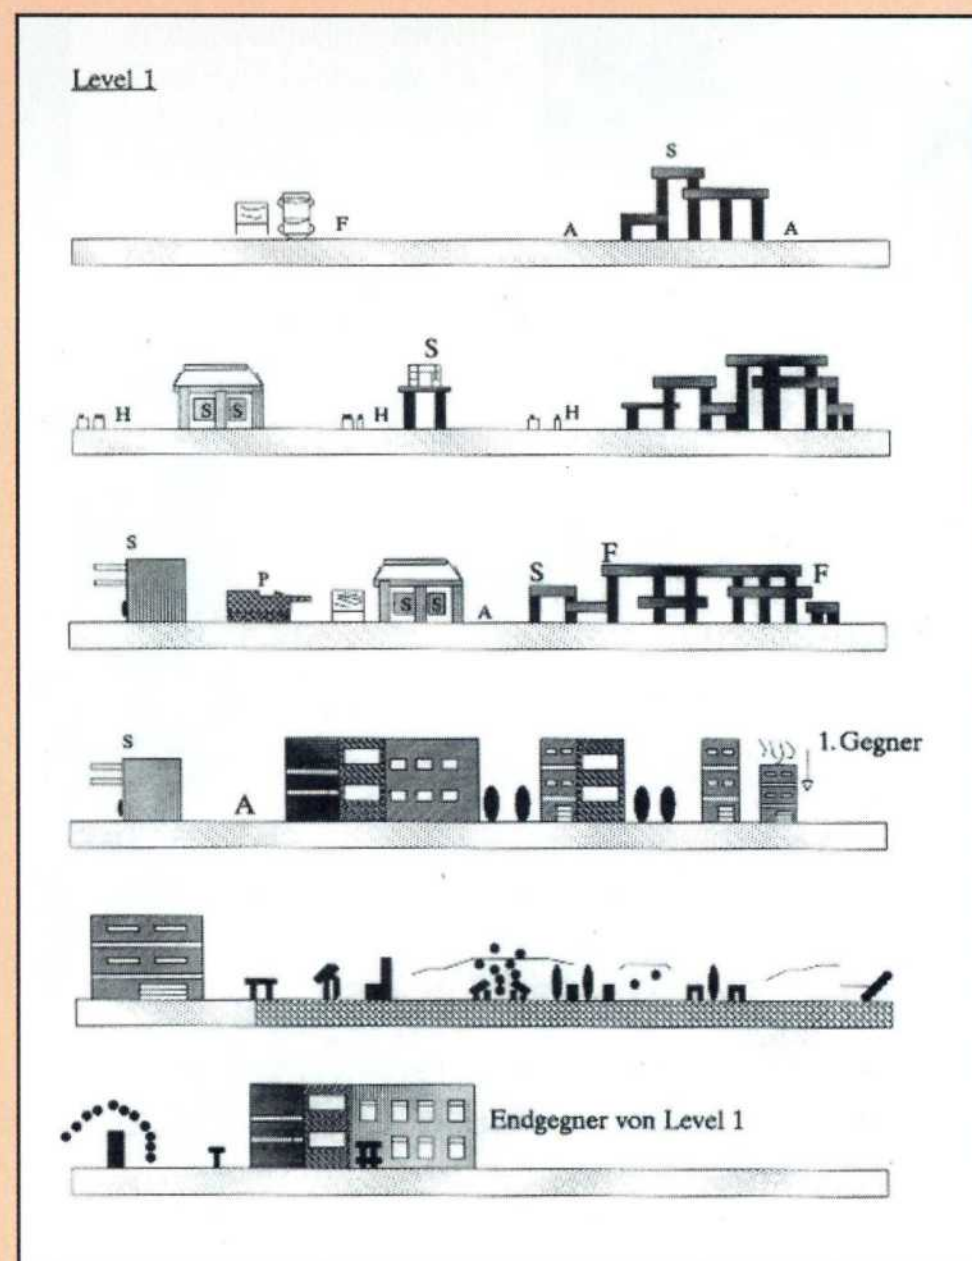 Level 1
S
F A A
S
H S S H H
S
P
F
S F
S S A
S
1. Gegner
A
Endgegner von Level 1